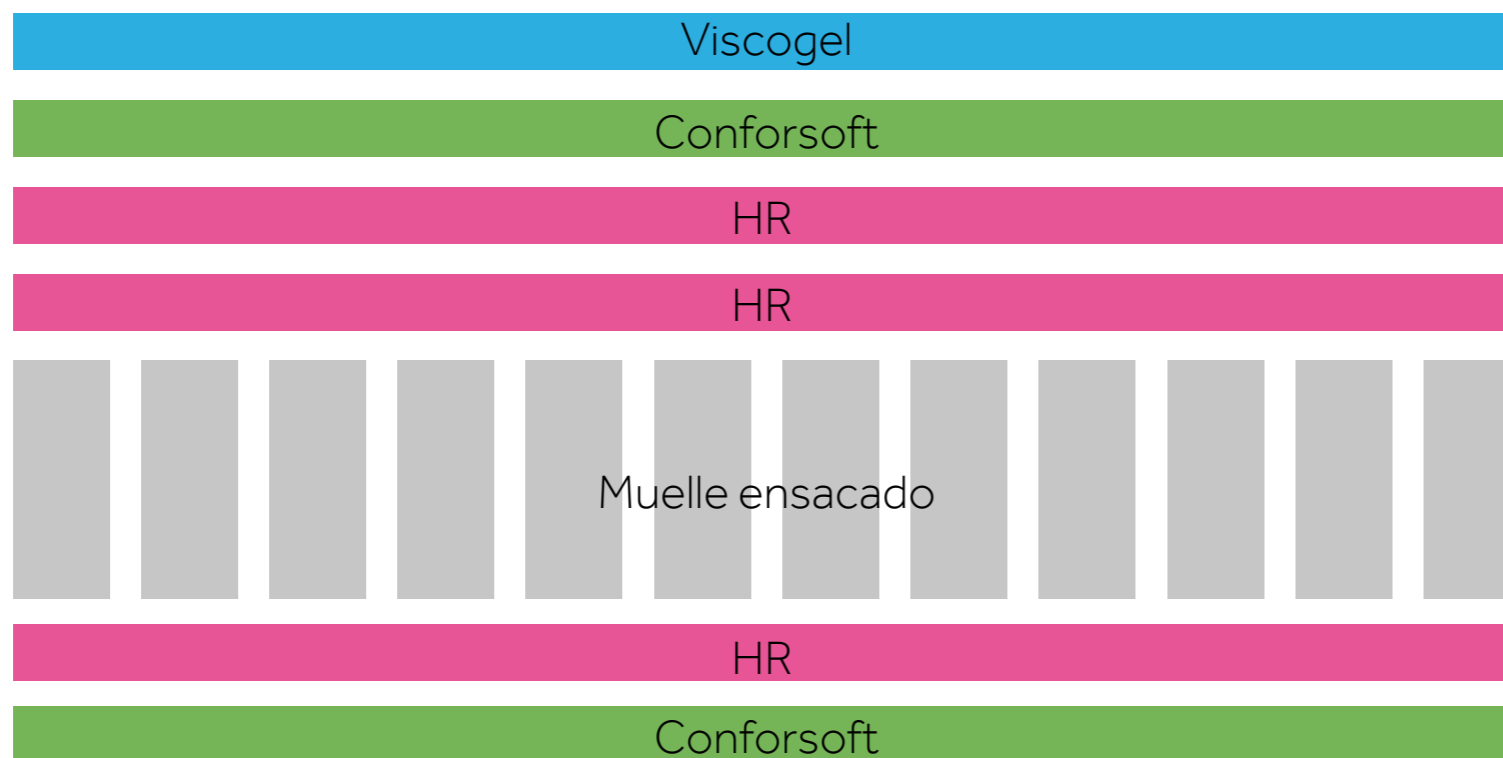 Viscogel
Conforsoft
HR
HR
Muelle ensacado
HR
Conforsoft